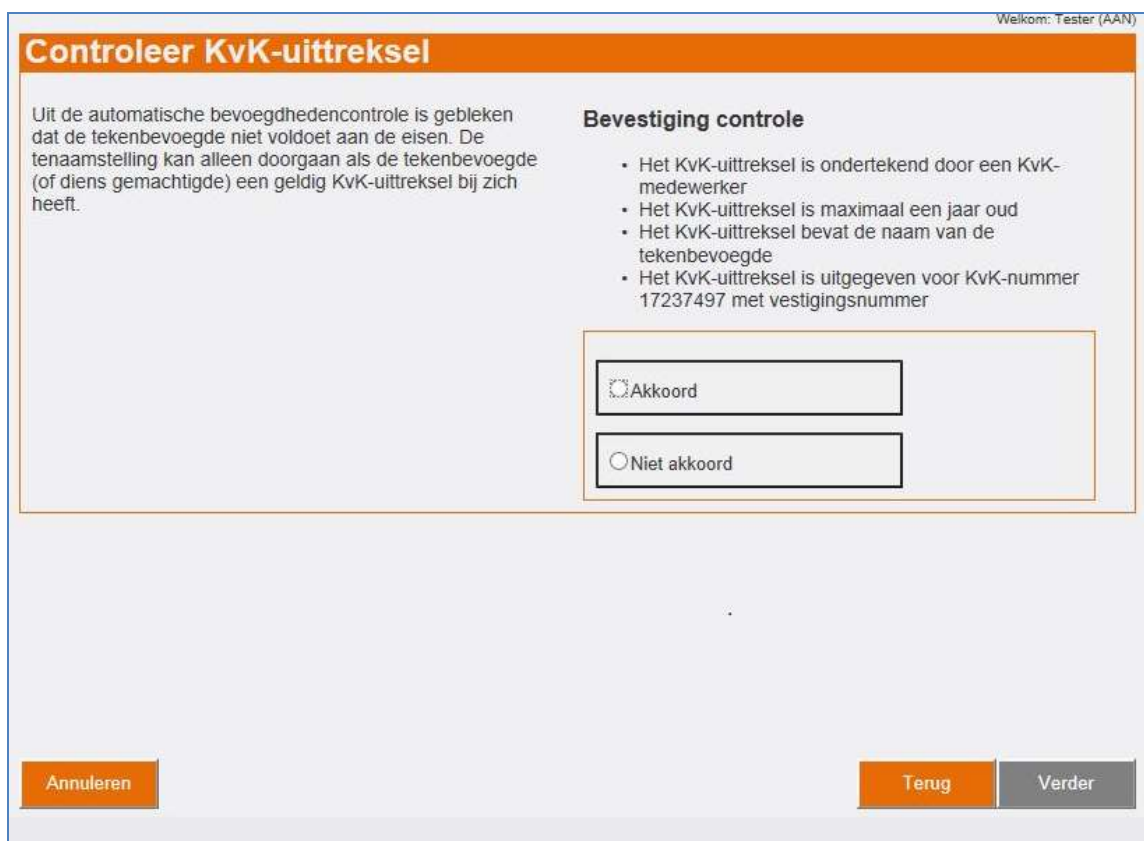 Welkom: Tester (AAN)
Controleer KvK-uittreksel
Uit de automatische bevoegdhedencontrole is gebleken
dat de tekenbevoegde niet voldoet aan de eisen. De
tenaamstelling kan alleen doorgaan als de tekenbevoegde
(of diens gemachtigde) een geldig KvK-uittreksel bij zich
heeft.
Bevestiging controle
• Het KvK-uittreksel is ondertekend door een KvK-
medewerker
• Het KvK-uittreksel is maximaal een jaar oud
• Het KvK-uittreksel bevat de naam van de
tekenbevoegde
• Het KvK-uittreksel is uitgegeven voor KvK-nummer
17237497 met vestigingsnummer
Akkoord
Niet akkoord
.
Annuleren
Terug
Verder